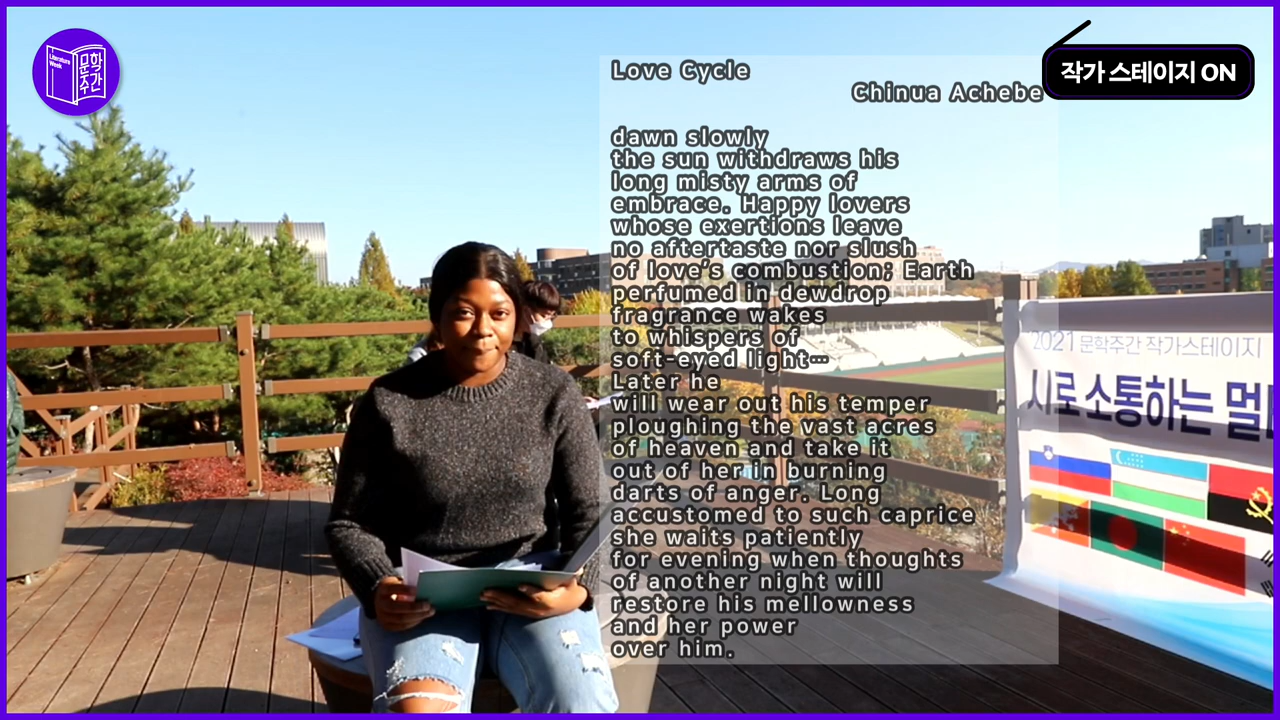 Literature
Week
문학
주간
작가 스테이지 ON
Love Cycle
Chinua Achebe
dawn slowly
the sun withdraws his
long misty arms of
embrace. Happy lovers
whose exertions leave
no aftertaste nor slush
of love's combustion; Earth
perfumed in dewdrop
fragrance wakes
to whispers of
soft-eyed light…
Later he
will wear out his temper
ploughing the vast acres
of heaven and take it
out of her in burning
darts of anger. Long
accustomed to such caprice
she waits patiently
for evening when thoughts
of another night will
restore his mellowness
and her power
over him.
'2021 문학주간 작가스테이지
시로 소통하는